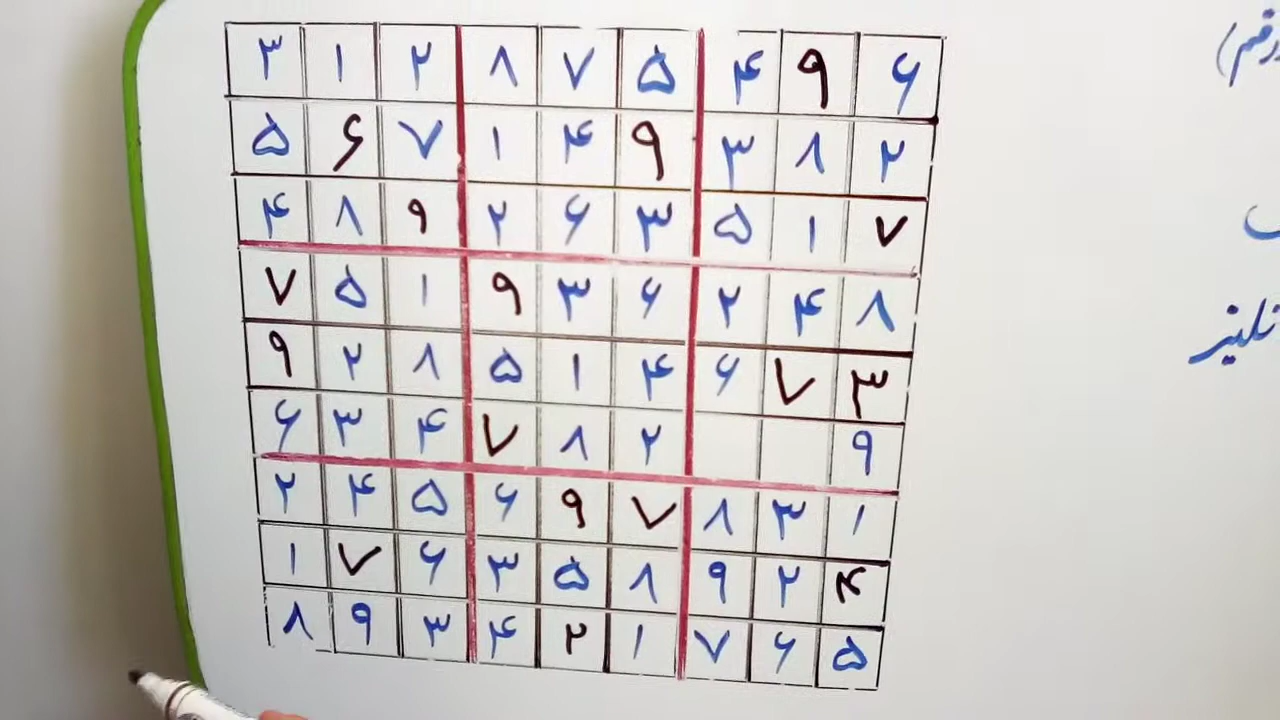 ۳ ۱ ۲ ۸ ۷ ۵ ۴ ۹ ۶
۵ ۶ ۷ ۱ ۴ ۹ ۳ ۸ ۲
۴ ۸ ۹ ۲ ۶ ۳ ۵ ۱ ۷
۷ ۵ ۱ ۹ ۳ ۶ ۲ ۴ ۸
۹ ۲ ۸ ۵ ۱ ۴ ۶ ۷ ۳
۶ ۳ ۴ ۷ ۸ ۲ ۹
۲ ۴ ۵ ۶ ۹ ۷ ۸ ۳ ۱
۱ ۷ ۶ ۳ ۵ ۸ ۹ ۲ ۴
۸ ۹ ۳ ۴ ۲ ۱ ۷ ۶ ۵